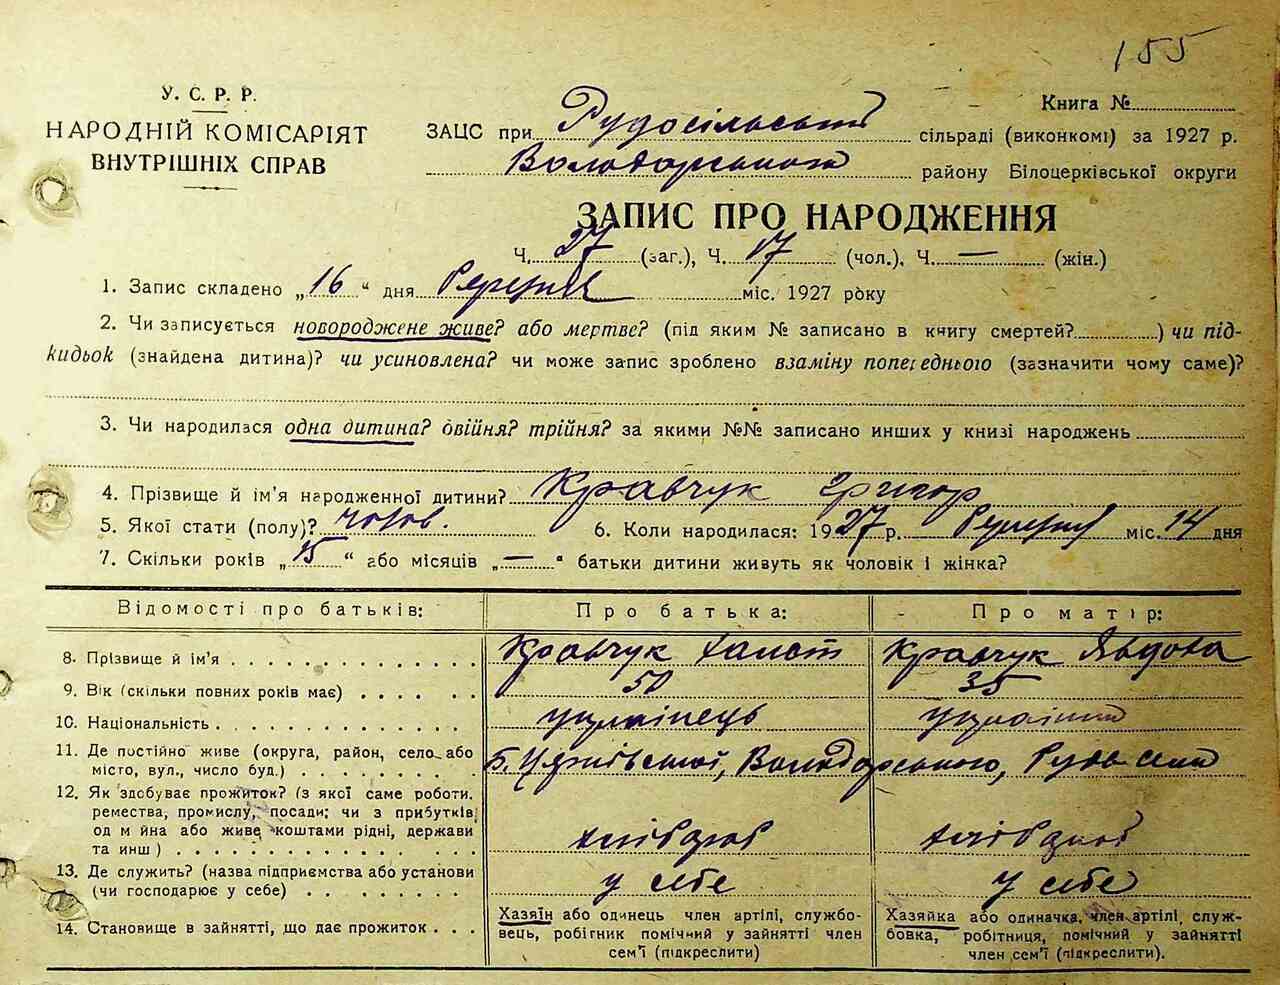 155
У. С. Р. Р.
НАРОДНІЙ КОМІСАРІЯТ
ВНУТРІШНІХ СПРАВ
Книга №
ЗАЦС при Рудосільській сільраді (виконкомі) за 1927 р.
Володарського району Білоцерківської округи
ЗАПИС ПРО НАРОДЖЕННЯ
Ч. 27 (заг.), Ч. 17 (чол.), Ч. — (жін.)
1. Запис складено „16“ дня міс. 1927 року
2. Чи записується новороджене живе? або мертве? (під яким № записано в книгу смертей? ) чи під-
кидьок (знайдена дитина)? чи усиновлена? чи може запис зроблено взаміну попереднього (зазначити чому саме)?
3. Чи народилася одна дитина? двійня? трійня? за якими №№ записано инших у книзі народжень
4. Прізвище й ім'я народженної дитини? Кравчук Григор
5. Якої стати (полу)? чолов. 6. Коли народилася: 1927 р. міс. 14 дня
7. Скільки років „15“ або місяців „—“ батьки дитини живуть як чоловік і жінка?
Відомості про батьків: Про батька: Про матір:
8. Прізвище й ім'я Кравчук Кравчук Явдоха
9. Вік (скільки повних років має) 50 35
10. Національність українець українка
11. Де постійно живе (округа, район, село або
місто, вул., число буд.) Б. Церківської, Володарського, Руде село
12. Як здобуває прожиток? (з якої саме роботи,
ремества, промислу, посади; чи з прибутків
од майна або живе коштами рідні, держави
та инш) хлібороб хлібороб
13. Де служить? (назва підприємства або установи
(чи господарює у себе) у себе у себе
14. Становище в зайнятті, що дає прожиток
Хазяїн або одинець член артілі, службо-
вець, робітник помічний у зайнятті член
сем'ї (підкреслити)
Хазяйка або одиначка, член артілі, служ-
бовка, робітниця, помічний у зайнятті
член сем'ї (підкреслити).